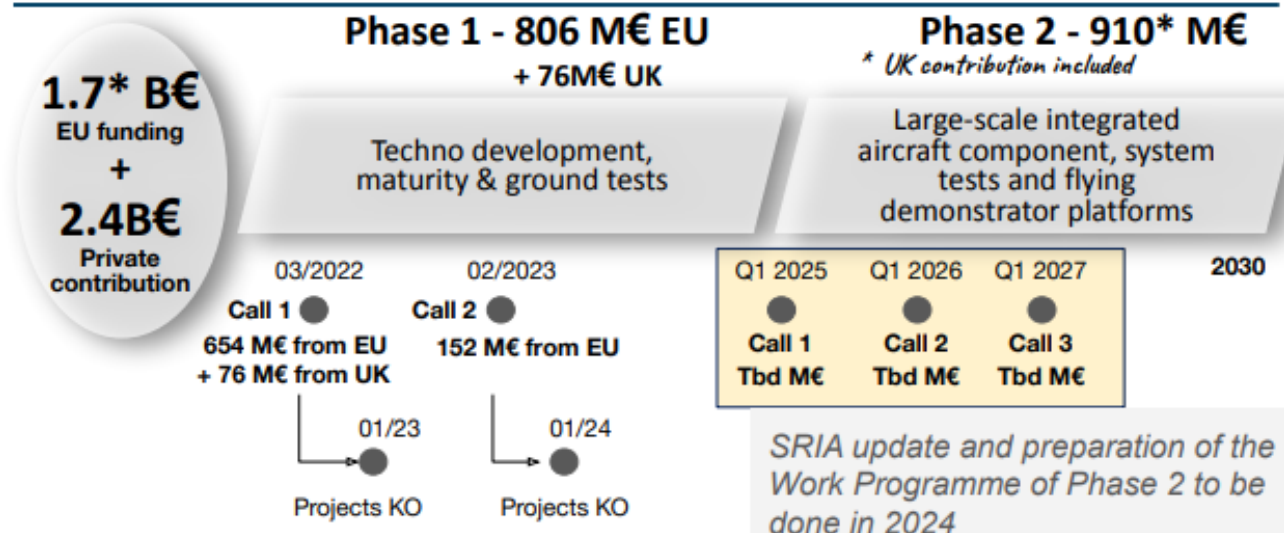 Phase 1 - 806 M€ EU
+ 76M€ UK
Phase 2 - 910* M€
* UK contribution included
1.7* B€
EU funding
+
2.4B€
Private
contribution
Techno development,
maturity & ground tests
Large-scale integrated
aircraft component, system
tests and flying
demonstrator platforms
03/2022
Call 1
654 M€ from EU
+ 76 M€ from UK
01/23
Projects KO
02/2023
Call 2
152 M€ from EU
01/24
Projects KO
Q1 2025
Call 1
Tbd M€
Q1 2026
Call 2
Tbd M€
Q1 2027
Call 3
Tbd M€
2030
SRIA update and preparation of the
Work Programme of Phase 2 to be
done in 2024